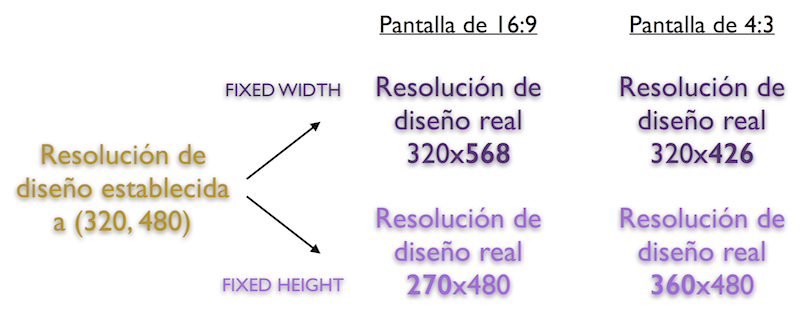 Pantalla de 16:9
Pantalla de 4:3
FIXED WIDTH
Resolución de
diseño real
320x568
Resolución de
diseño real
320x426
Resolución de
diseño establecida
a (320, 480)
FIXED HEIGHT
Resolución de
diseño real
270x480
Resolución de
diseño real
360x480